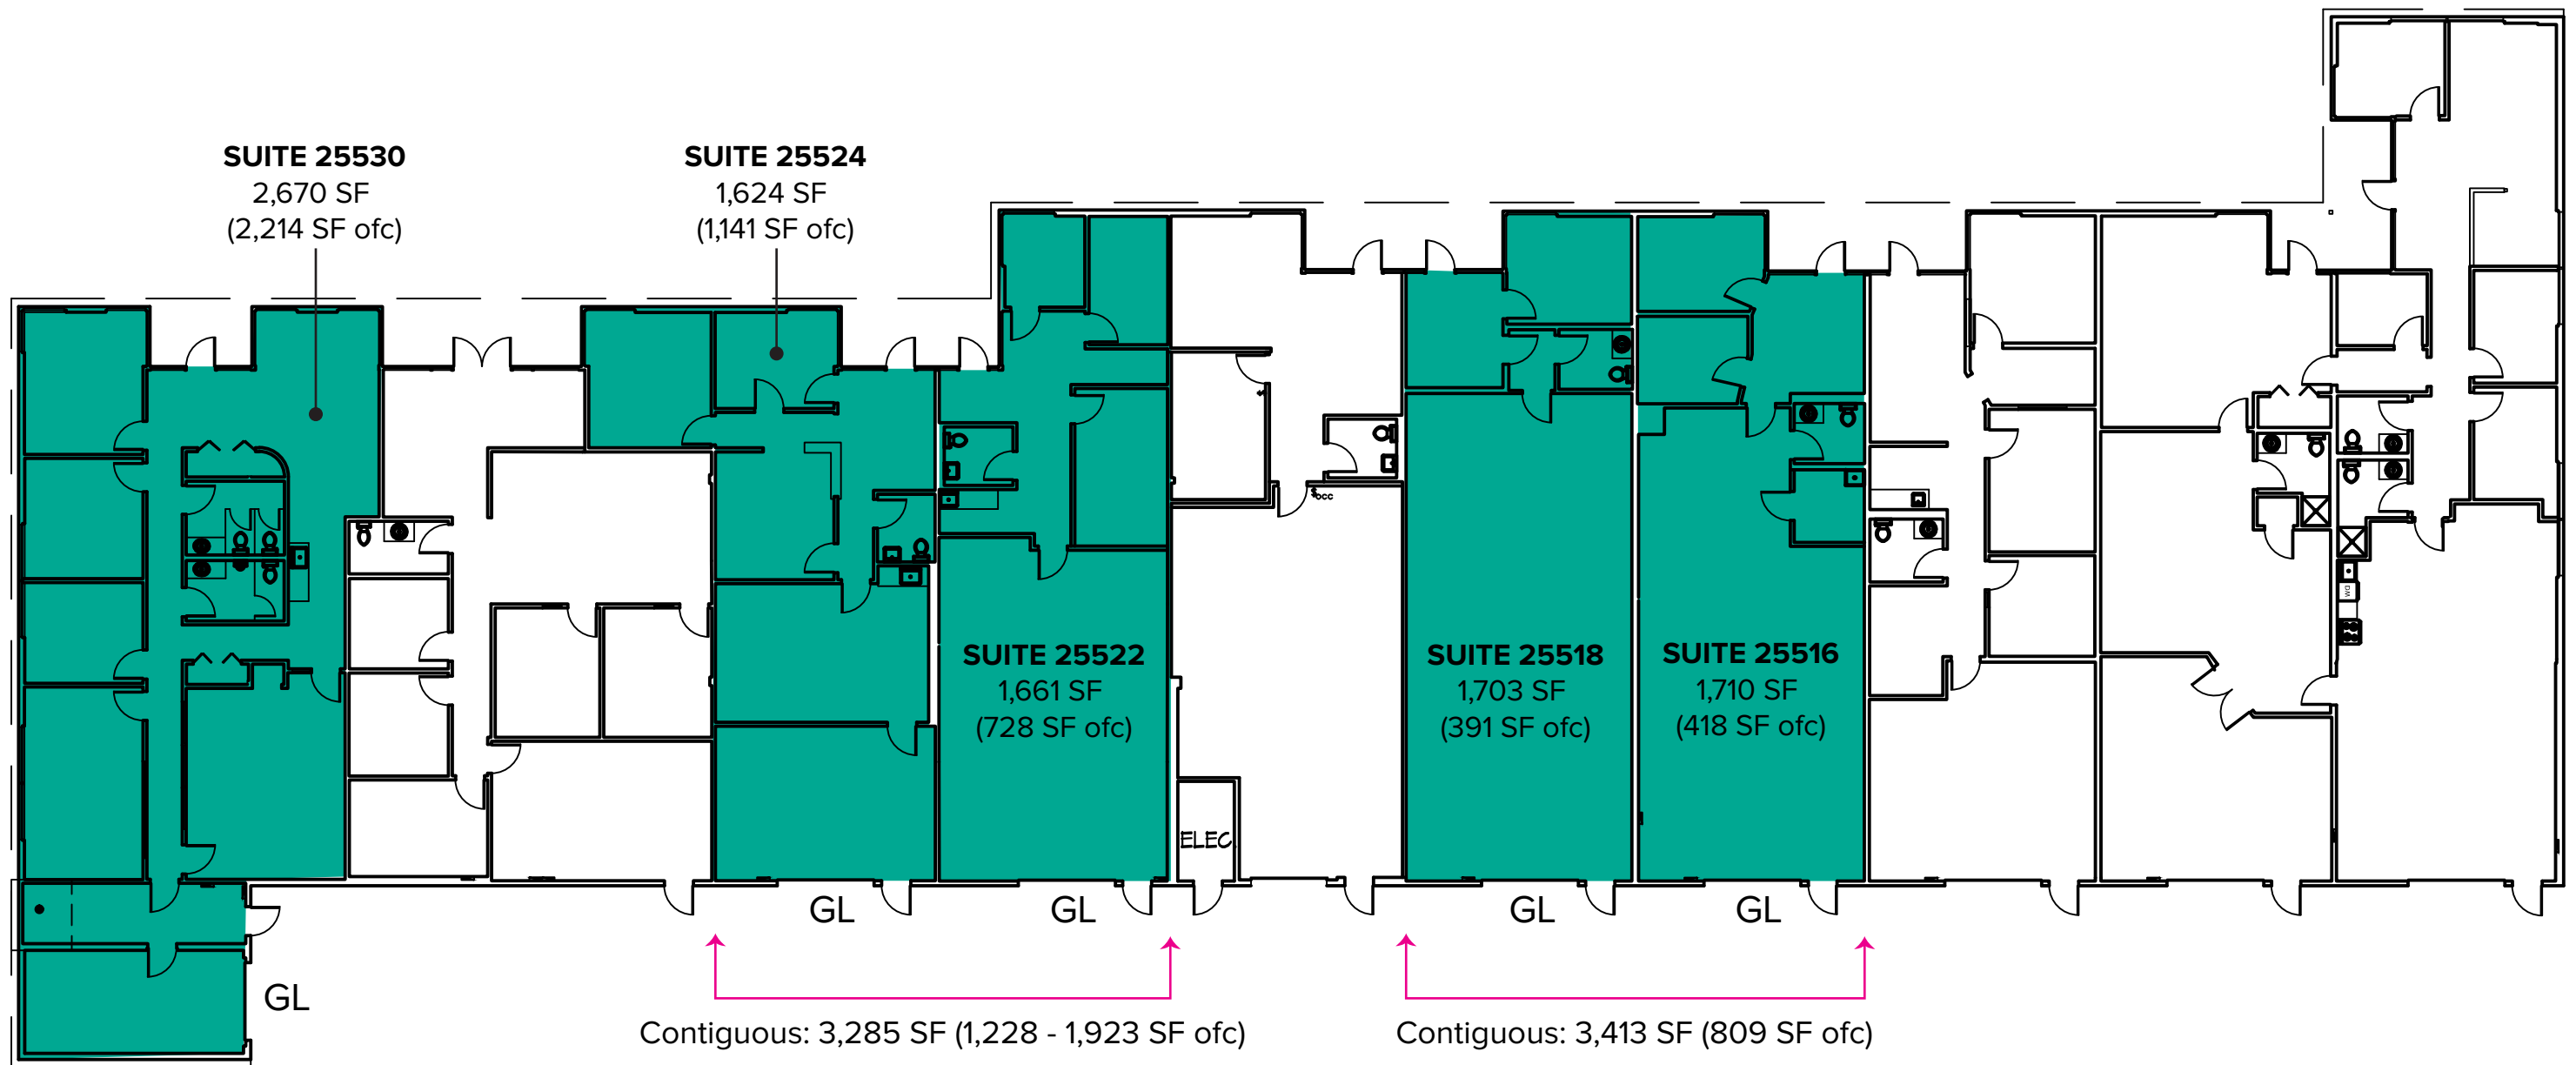 SUITE 25530
2,670 SF
(2,214 SF ofc)
SUITE 25524
1,624 SF
(1,141 SF ofc)
OCC
WD
SUITE 25522
1,661 SF
(728 SF ofc)
SUITE 25518
1,703 SF
(391 SF ofc)
SUITE 25516
1,710 SF
(418 SF ofc)
ELEC.
GL
GL
GL
GL
GL
Contiguous: 3,285 SF (1,228 - 1,923 SF ofc)
Contiguous: 3,413 SF (809 SF ofc)